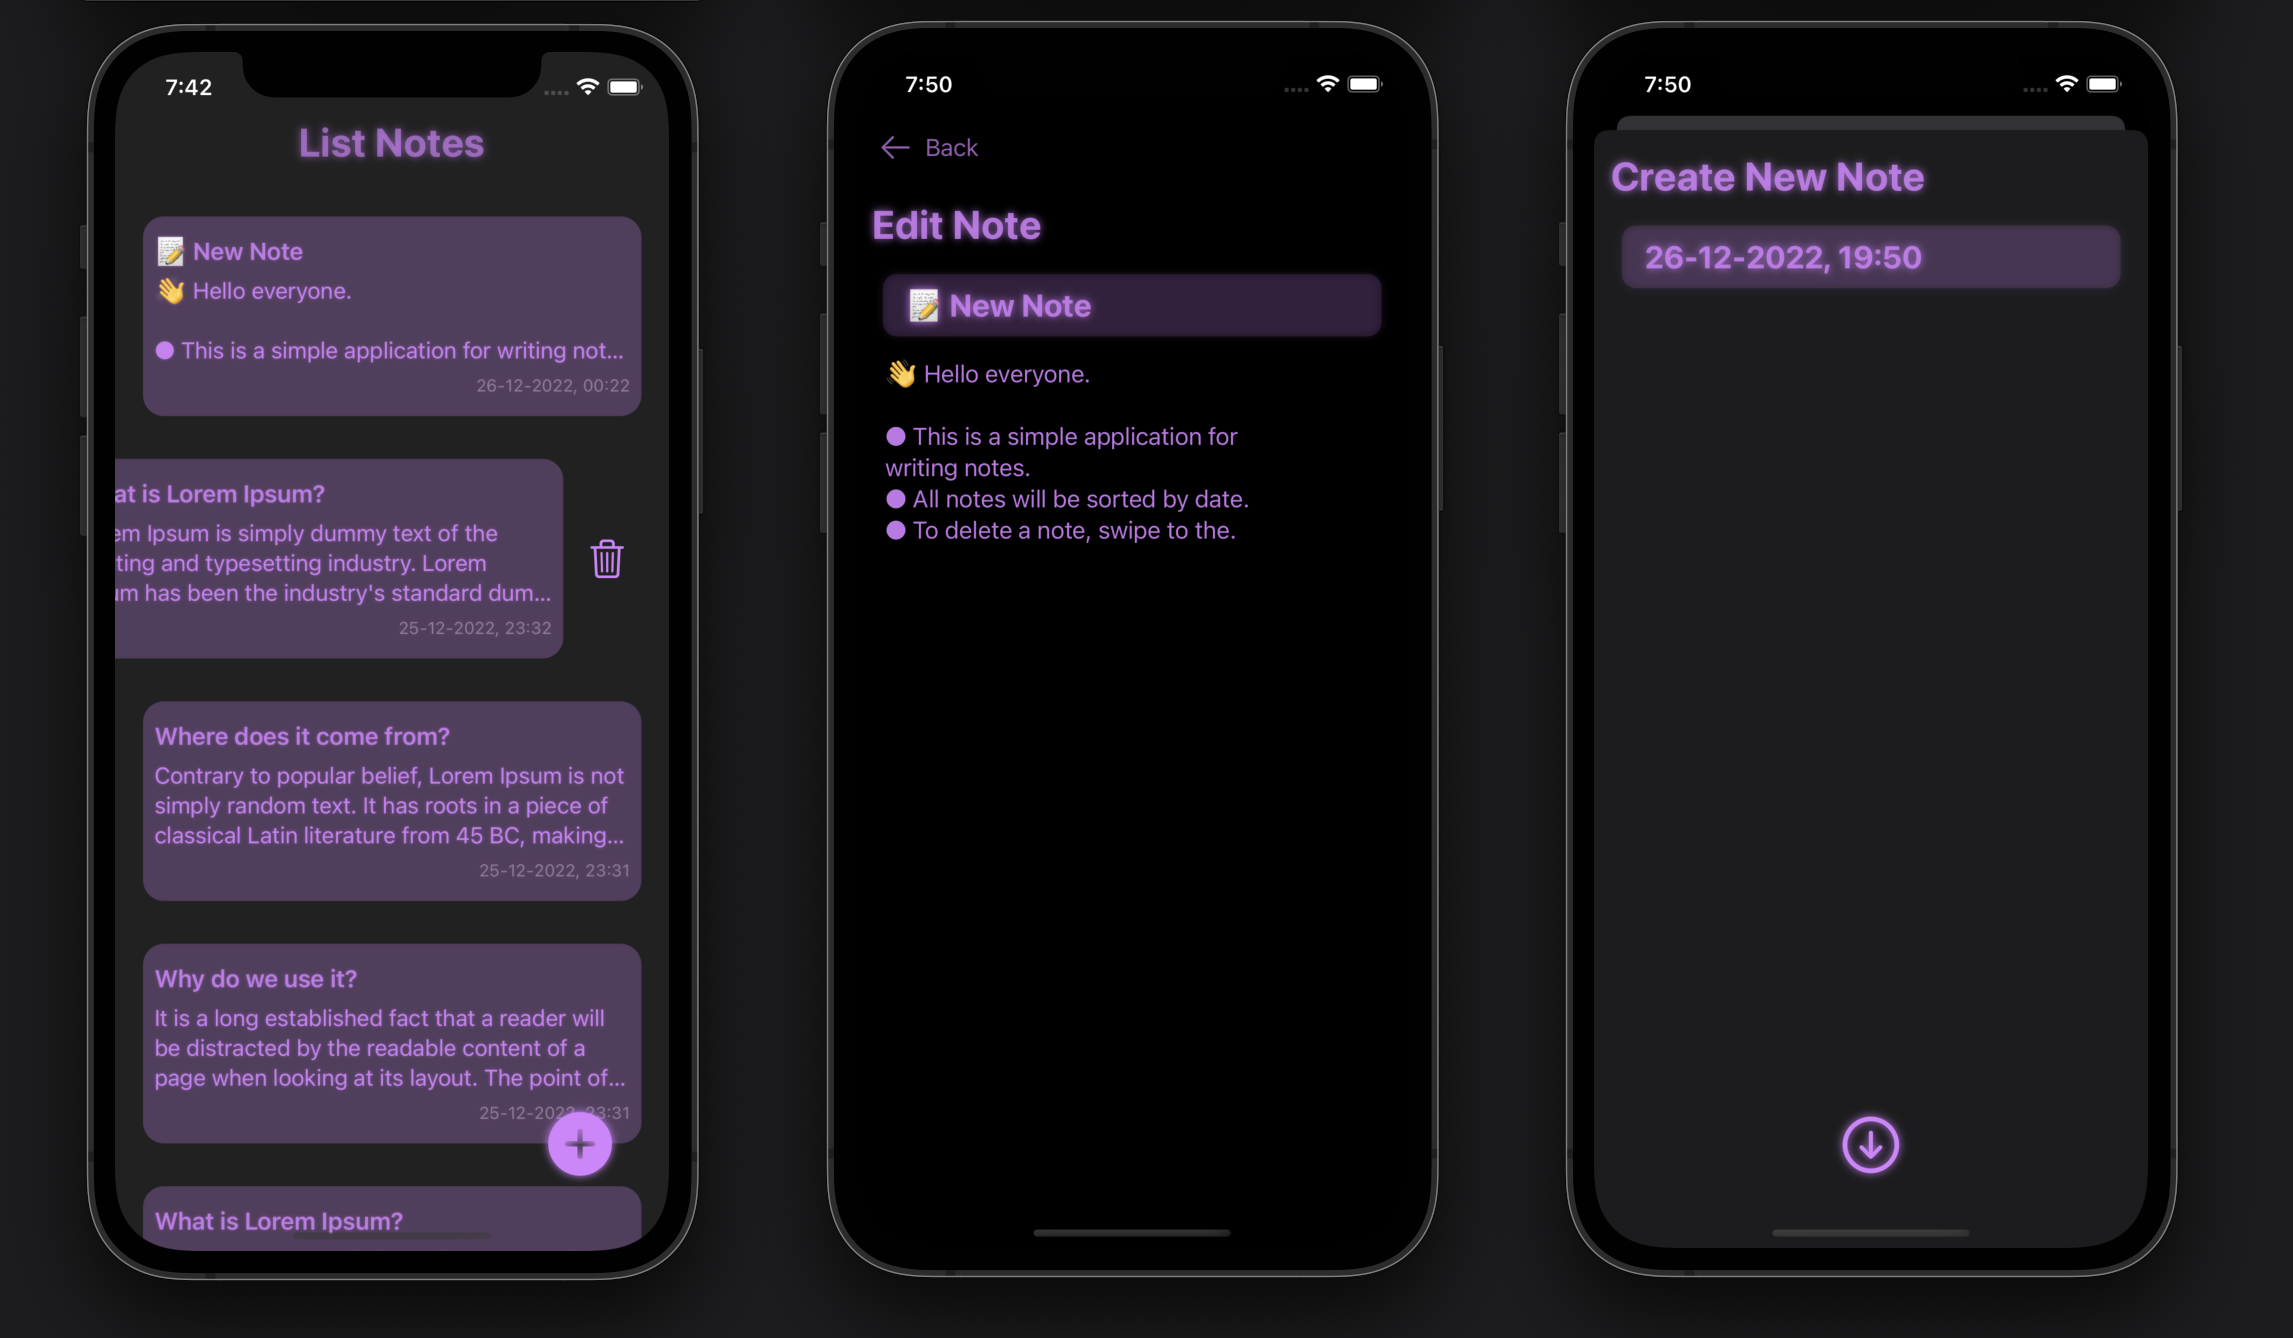 7:42
List Notes
📝 New Note
👋 Hello everyone.
● This is a simple application for writing not...
26-12-2022, 00:22
at is Lorem Ipsum?
em Ipsum is simply dummy text of the
ting and typesetting industry. Lorem
um has been the industry's standard dum...
25-12-2022, 23:32
Where does it come from?
Contrary to popular belief, Lorem Ipsum is not
simply random text. It has roots in a piece of
classical Latin literature from 45 BC, making...
25-12-2022, 23:31
Why do we use it?
It is a long established fact that a reader will
be distracted by the readable content of a
page when looking at its layout. The point of...
25-12-2022, 23:31
What is Lorem Ipsum?
7:50
Back
Edit Note
📝 New Note
👋 Hello everyone.
● This is a simple application for
writing notes.
● All notes will be sorted by date.
● To delete a note, swipe to the.
7:50
Create New Note
26-12-2022, 19:50